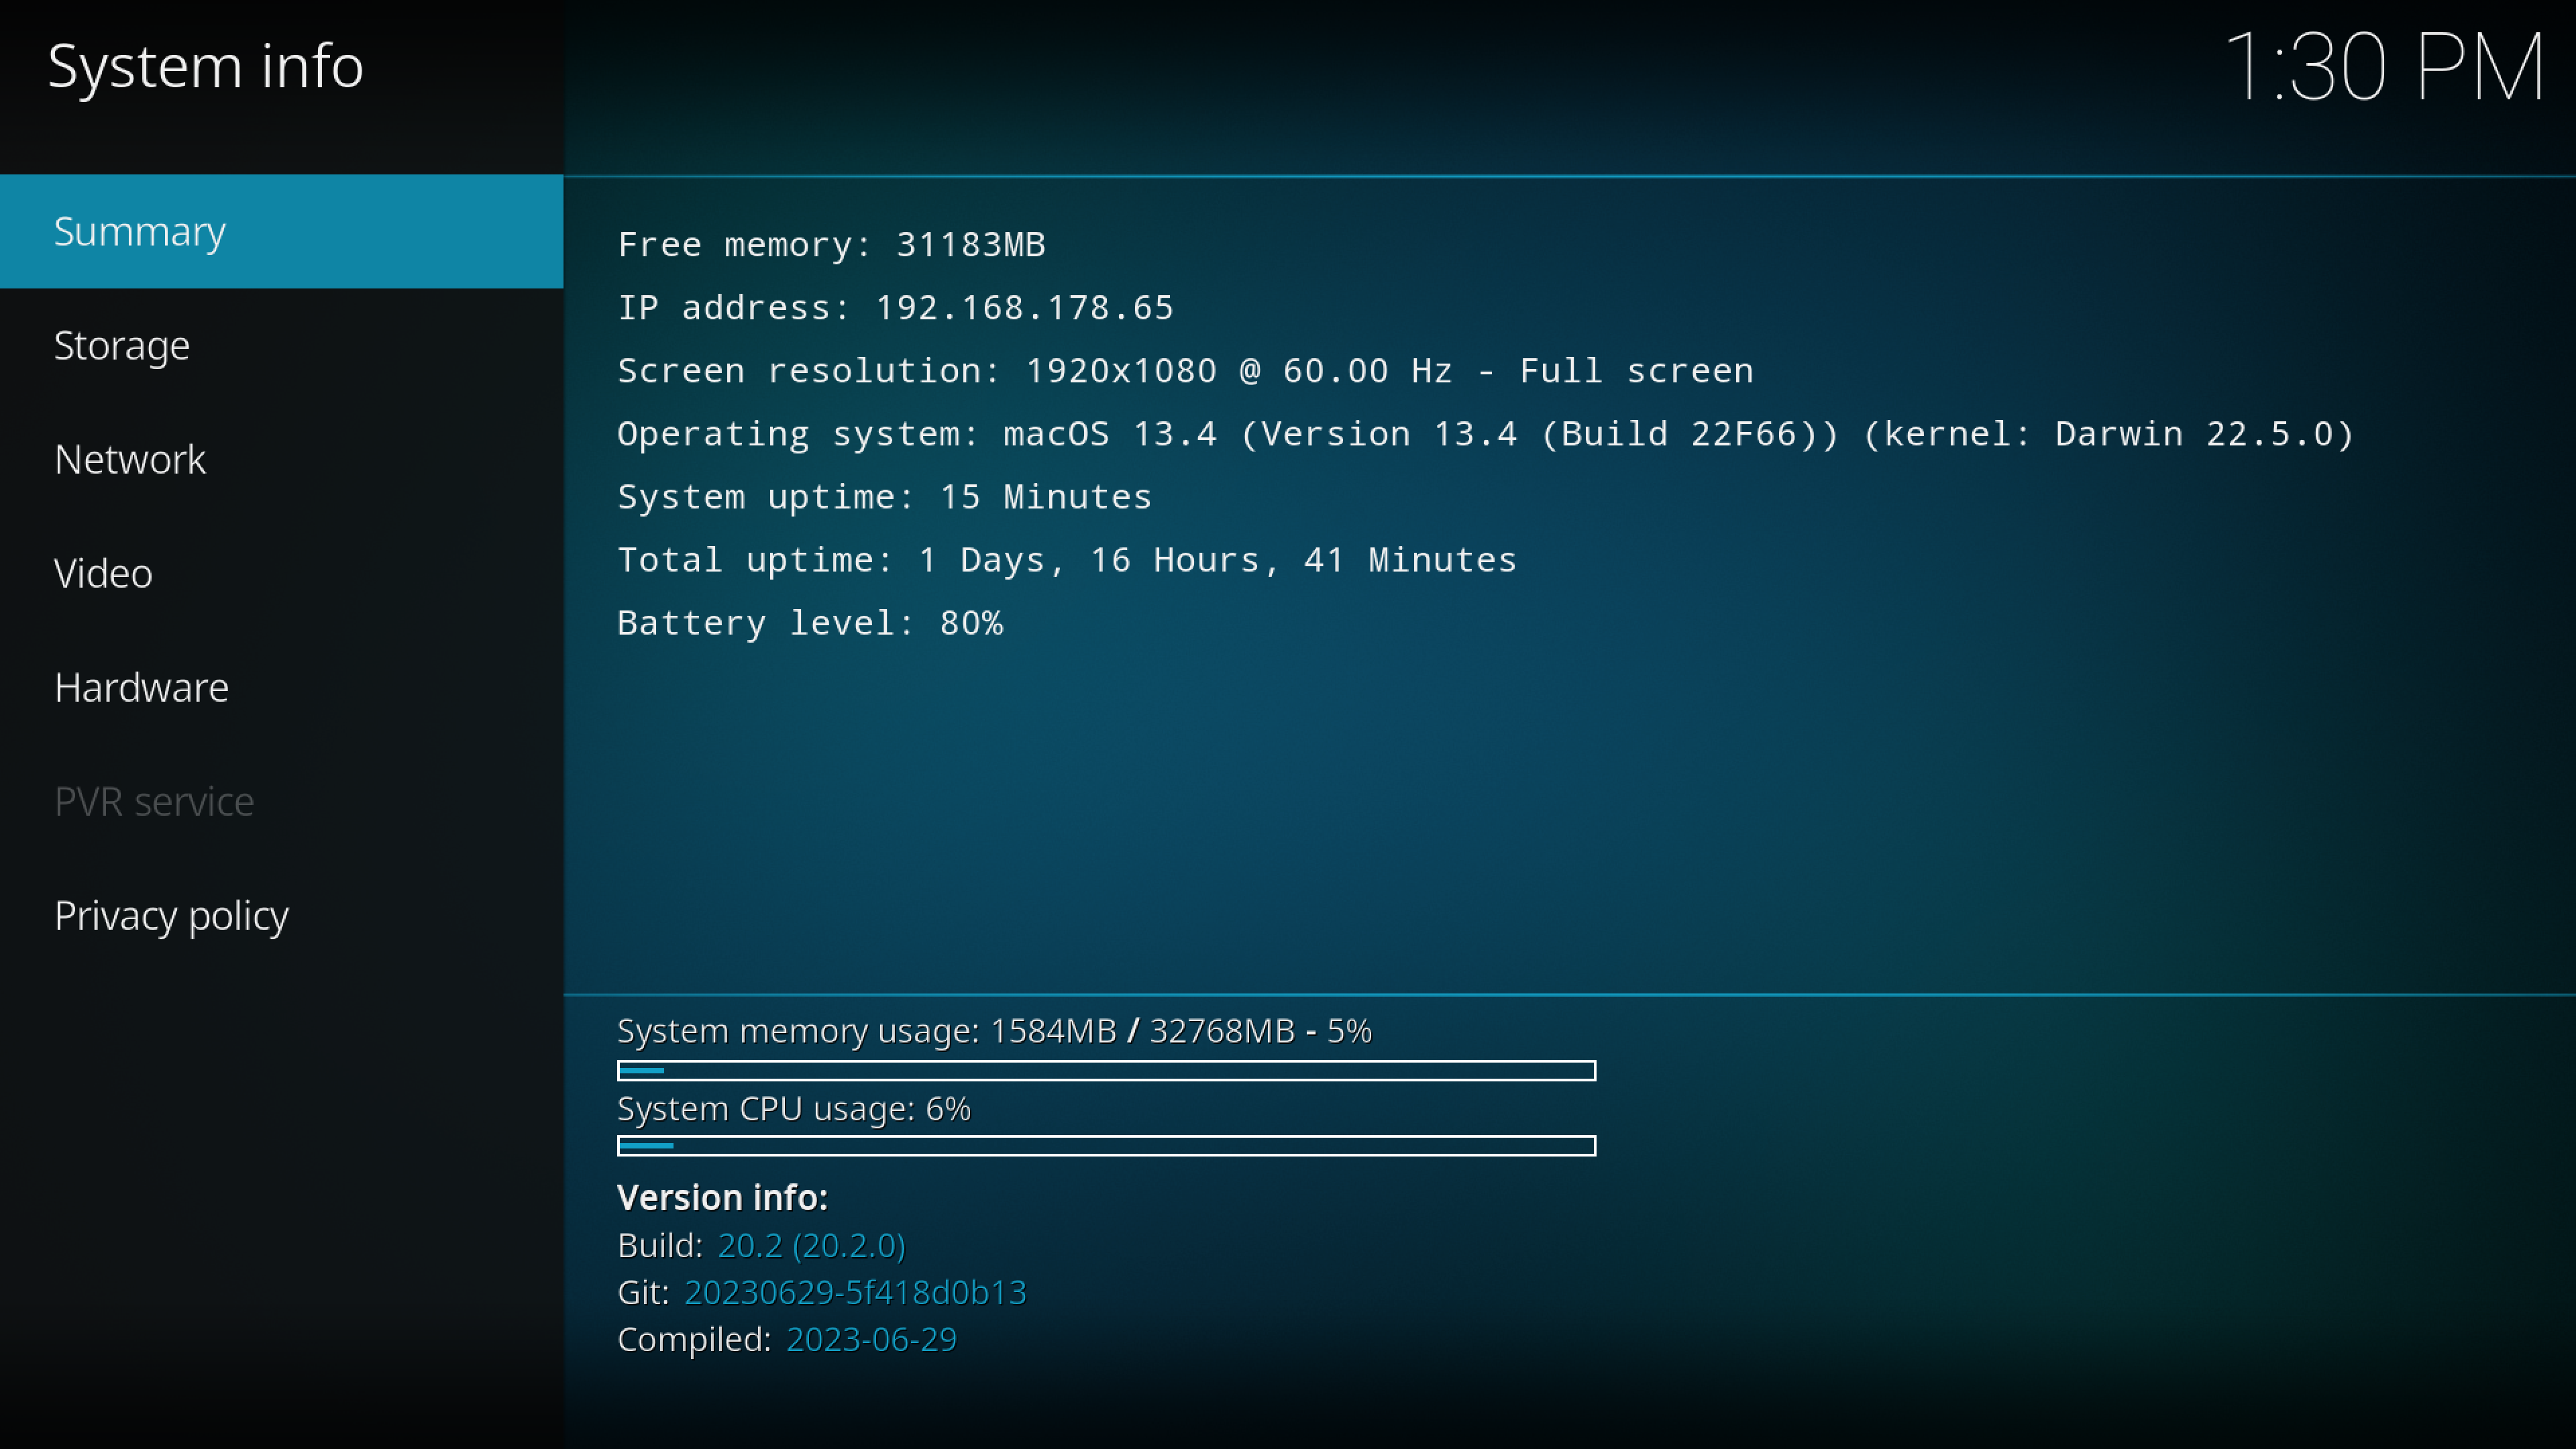 System info
1:30 PM
Summary
Storage
Network
Video
Hardware
PVR service
Privacy policy
Free memory: 31183MB
IP address: 192.168.178.65
Screen resolution: 1920x1080 @ 60.00 Hz - Full screen
Operating system: macOS 13.4 (Version 13.4 (Build 22F66)) (kernel: Darwin 22.5.0)
System uptime: 15 Minutes
Total uptime: 1 Days, 16 Hours, 41 Minutes
Battery level: 80%
System memory usage: 1584MB / 32768MB - 5%
System CPU usage: 6%
Version info:
Build: 20.2 (20.2.0)
Git: 20230629-5f418d0b13
Compiled: 2023-06-29